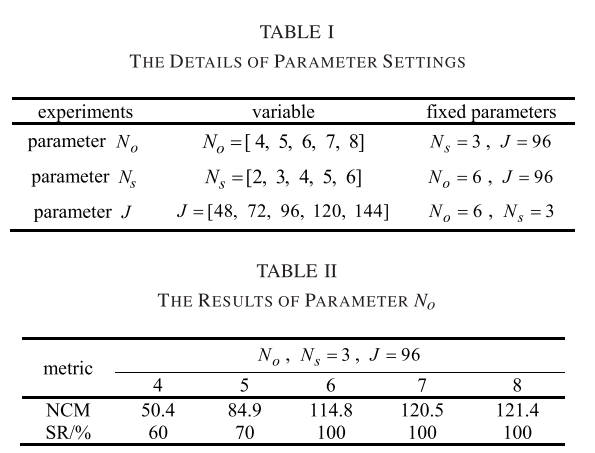 TABLE I
THE DETAILS OF PARAMETER SETTINGS
experiments variable fixed parameters
parameter N_o N_o = [ 4, 5, 6, 7, 8] N_s = 3 , J = 96
parameter N_s N_s = [2, 3, 4, 5, 6] N_o = 6 , J = 96
parameter J J = [48, 72, 96, 120, 144] N_o = 6 , N_s = 3
TABLE II
THE RESULTS OF PARAMETER N_O
metric N_o , N_s = 3 , J = 96
4 5 6 7 8
NCM 50.4 84.9 114.8 120.5 121.4
SR/% 60 70 100 100 100